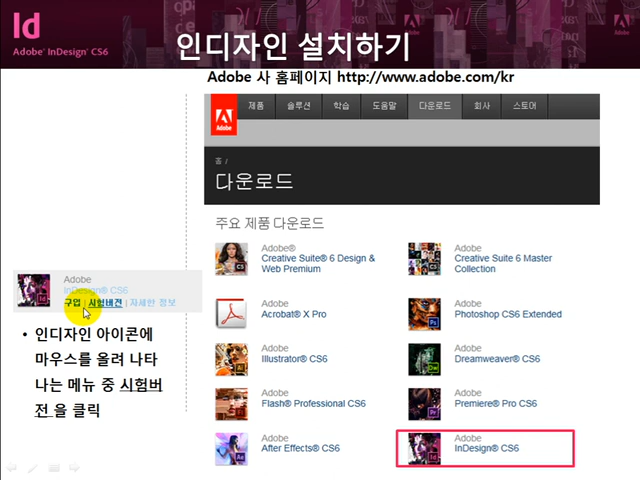 Id
Adobe® InDesign® CS6
인디자인 설치하기
Adobe 사 홈페이지 http://www.adobe.com/kr
Adobe
제품 솔루션 학습 도움말 다운로드 회사 스토어
홈 /
다운로드
주요 제품 다운로드
Adobe®
Creative Suite® 6 Design &
Web Premium
Adobe
Creative Suite 6 Master
Collection
Adobe
Acrobat® X Pro
Adobe
Photoshop CS6 Extended
Adobe
Illustrator® CS6
Adobe
Dreamweaver® CS6
Adobe
Flash® Professional CS6
Adobe
Premiere® Pro CS6
Adobe
After Effects® CS6
Adobe
InDesign® CS6
Adobe
InDesign® CS6
구입 | 시험버전 | 자세한 정보
• 인디자인 아이콘에
마우스를 올려 나타
나는 메뉴 중 시험버
전 을 클릭